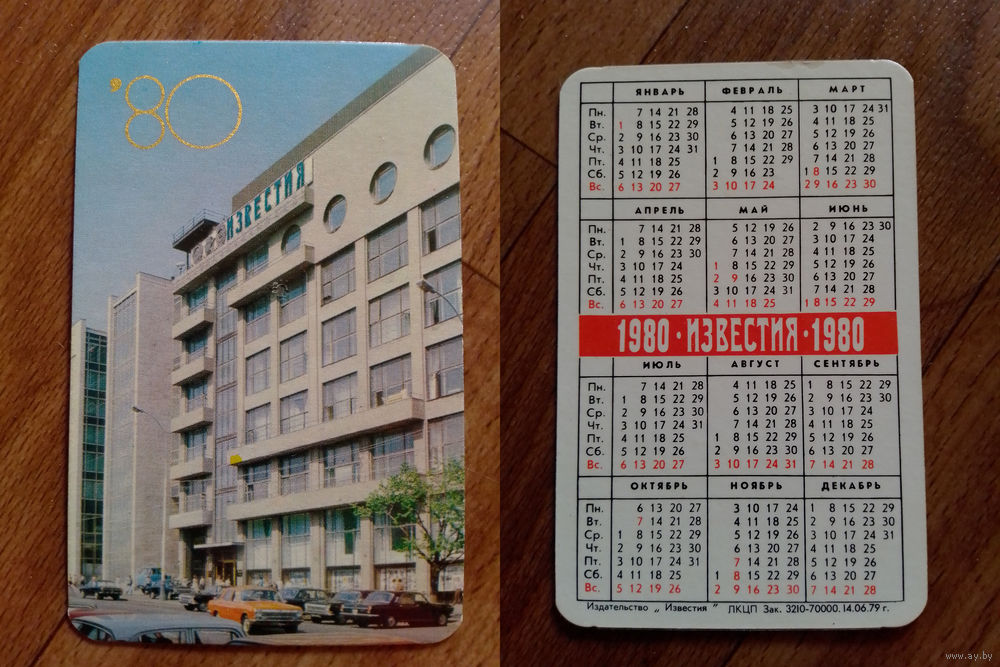 '80
ИЗВЕСТИЯ
ЯНВАРЬ ФЕВРАЛЬ МАРТ
Пн. 7 14 21 28 4 11 18 25 3 10 17 24 31
Вт. 1 8 15 22 29 5 12 19 26 4 11 18 25
Ср. 2 9 16 23 30 6 13 20 27 5 12 19 26
Чт. 3 10 17 24 31 7 14 21 28 6 13 20 27
Пт. 4 11 18 25 1 8 15 22 29 7 14 21 28
Сб. 5 12 19 26 2 9 16 23 1 8 15 22 29
Вс. 6 13 20 27 3 10 17 24 2 9 16 23 30
АПРЕЛЬ МАЙ ИЮНЬ
Пн. 7 14 21 28 5 12 19 26 2 9 16 23 30
Вт. 1 8 15 22 29 6 13 20 27 3 10 17 24
Ср. 2 9 16 23 30 7 14 21 28 4 11 18 25
Чт. 3 10 17 24 1 8 15 22 29 5 12 19 26
Пт. 4 11 18 25 2 9 16 23 30 6 13 20 27
Сб. 5 12 19 26 3 10 17 24 31 7 14 21 28
Вс. 6 13 20 27 4 11 18 25 1 8 15 22 29
1980 · ИЗВЕСТИЯ · 1980
ИЮЛЬ АВГУСТ СЕНТЯБРЬ
Пн. 7 14 21 28 4 11 18 25 1 8 15 22 29
Вт. 1 8 15 22 29 5 12 19 26 2 9 16 23 30
Ср. 2 9 16 23 30 6 13 20 27 3 10 17 24
Чт. 3 10 17 24 31 7 14 21 28 4 11 18 25
Пт. 4 11 18 25 1 8 15 22 29 5 12 19 26
Сб. 5 12 19 26 2 9 16 23 30 6 13 20 27
Вс. 6 13 20 27 3 10 17 24 31 7 14 21 28
ОКТЯБРЬ НОЯБРЬ ДЕКАБРЬ
Пн. 6 13 20 27 3 10 17 24 1 8 15 22 29
Вт. 7 14 21 28 4 11 18 25 2 9 16 23 30
Ср. 1 8 15 22 29 5 12 19 26 3 10 17 24 31
Чт. 2 9 16 23 30 6 13 20 27 4 11 18 25
Пт. 3 10 17 24 31 7 14 21 28 5 12 19 26
Сб. 4 11 18 25 1 8 15 22 29 6 13 20 27
Вс. 5 12 19 26 2 9 16 23 30 7 14 21 28
Издательство „Известия" ЛКЦП Зак. 3210-70000. 14.06.79 г.
www.ay.by